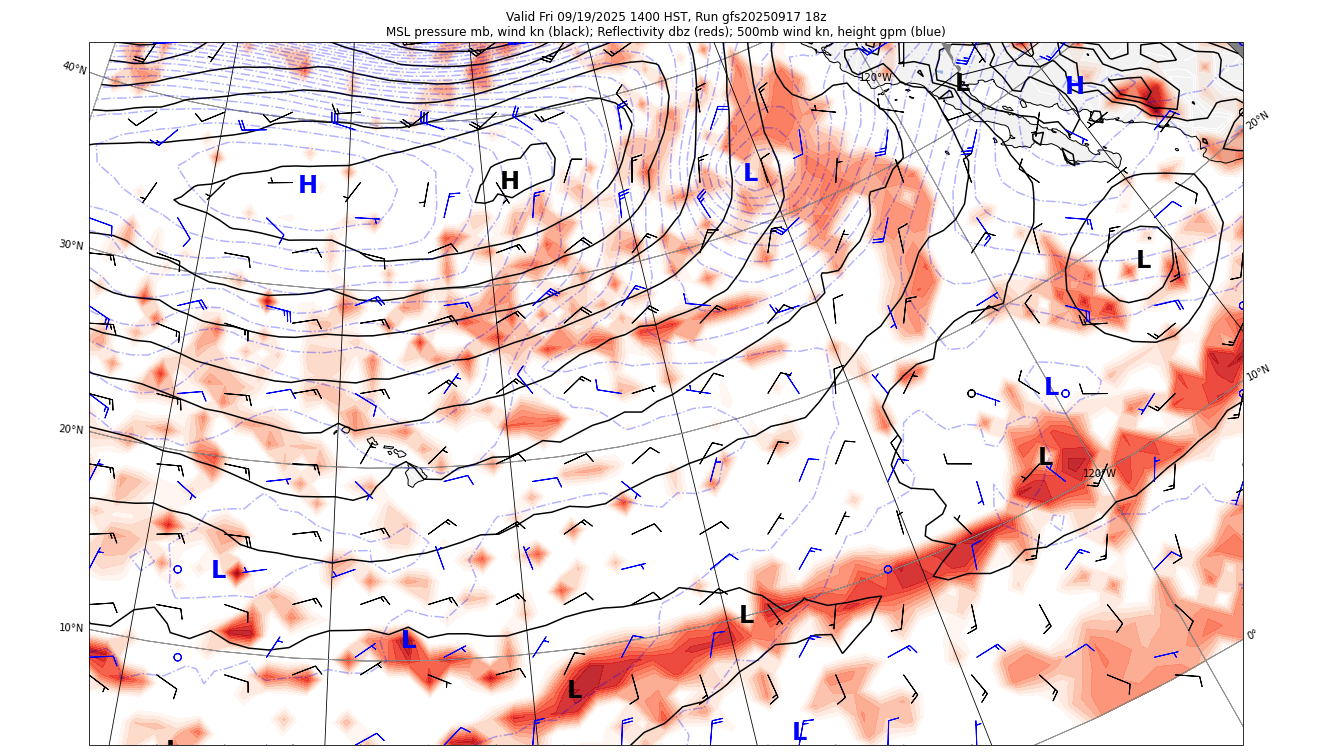 Valid Fri 09/19/2025 1400 HST, Run gfs20250917 18z
MSL pressure mb, wind kn (black); Reflectivity dbz (reds); 500mb wind kn, height gpm (blue)
40°N
120°W
L
H
20°N
H
H
L
30°N
L
10°N
L
20°N
L
120°W
L
10°N
L
L
0°
L
L
L